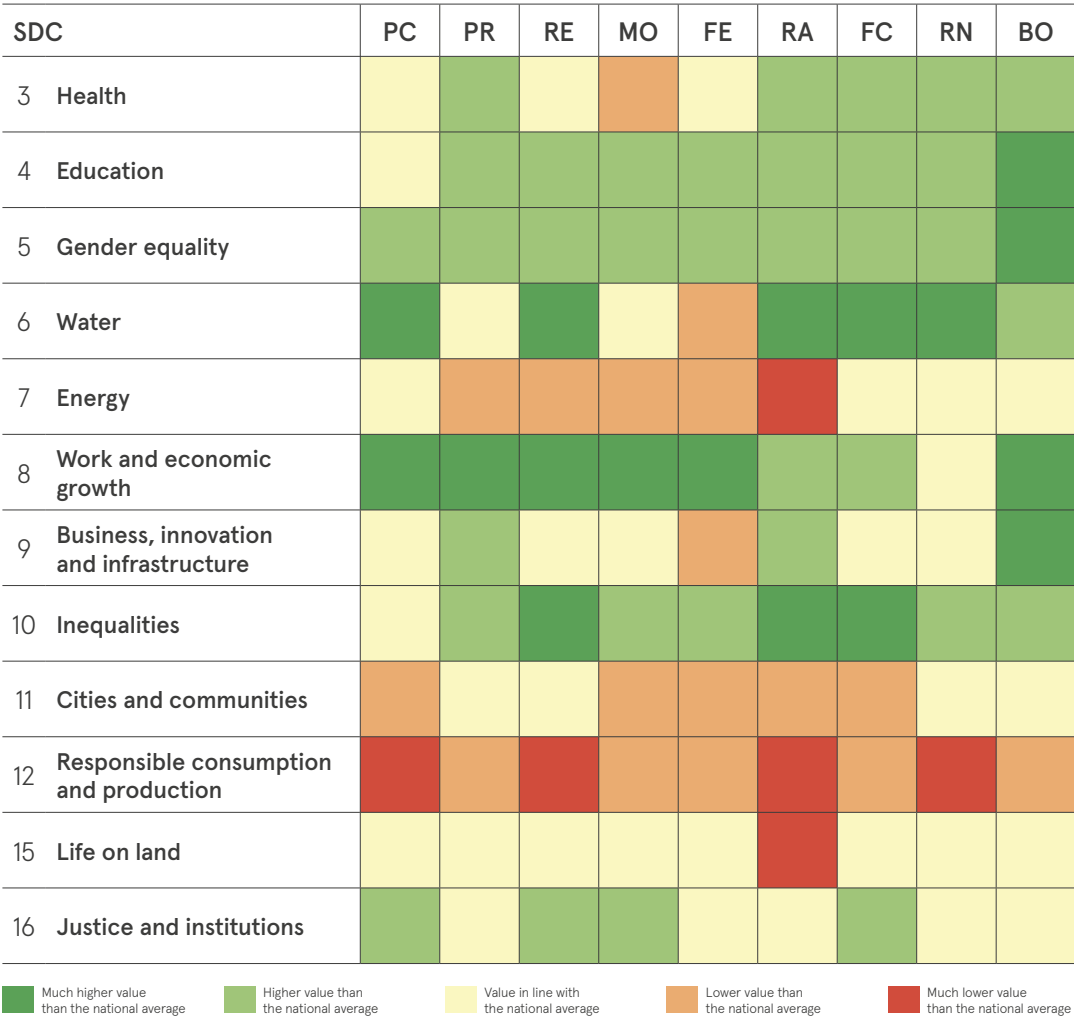 SDC PC PR RE MO FE RA FC RN BO
3 Health
4 Education
5 Gender equality
6 Water
7 Energy
8 Work and economic
growth
9 Business, innovation
and infrastructure
10 Inequalities
11 Cities and communities
12 Responsible consumption
and production
15 Life on land
16 Justice and institutions
Much higher value
than the national average
Higher value than
the national average
Value in line with
the national average
Lower value than
the national average
Much lower value
than the national average